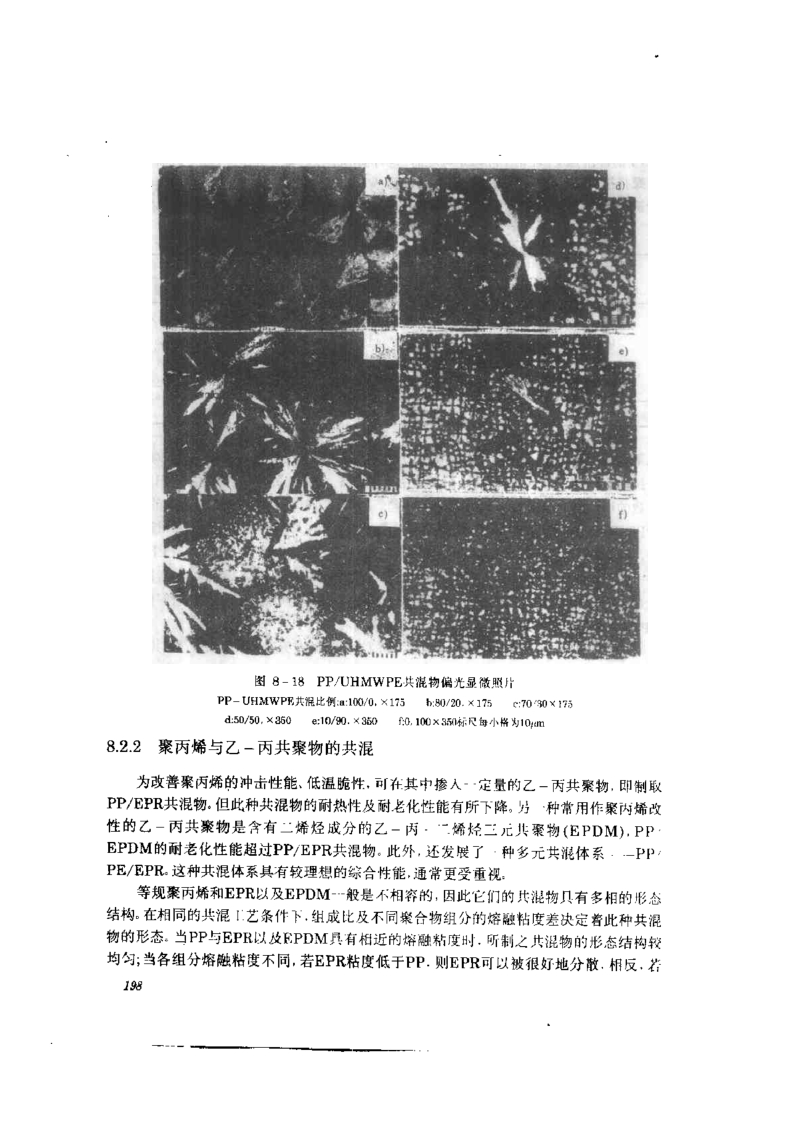 a)
d)
b)
e)
c)
f)
图 8-18 PP/UHMWPE共混物偏光显微照片
PP-UHMWPE共混比例:a:100/0,×175 b:80/20,×175 c:70/30×175
d:50/50,×350 e:10/90,×350 f:0,100×350标尺每小格为10μm
8.2.2 聚丙烯与乙-丙共聚物的共混
为改善聚丙烯的冲击性能、低温脆性,可在其中掺入一定量的乙-丙共聚物,即制取
PP/EPR共混物,但此种共混物的耐热性及耐老化性能有所下降。另一种常用作聚丙烯改
性的乙-丙共聚物是含有二烯烃成分的乙-丙-二烯烃三元共聚物(EPDM),PP/
EPDM的耐老化性能超过PP/EPR共混物。此外,还发展了一种多元共混体系——PP/
PE/EPR。这种共混体系具有较理想的综合性能,通常更受重视。
等规聚丙烯和EPR以及EPDM一般是不相容的,因此它们的共混物具有多相的形态
结构。在相同的共混工艺条件下,组成比及不同聚合物组分的熔融粘度差决定着此种共混
物的形态。当PP与EPR以及EPDM具有相近的熔融粘度时,所制之共混物的形态结构较
均匀;当各组分熔融粘度不同,若EPR粘度低于PP,则EPR可以被很好地分散,相反,若
198